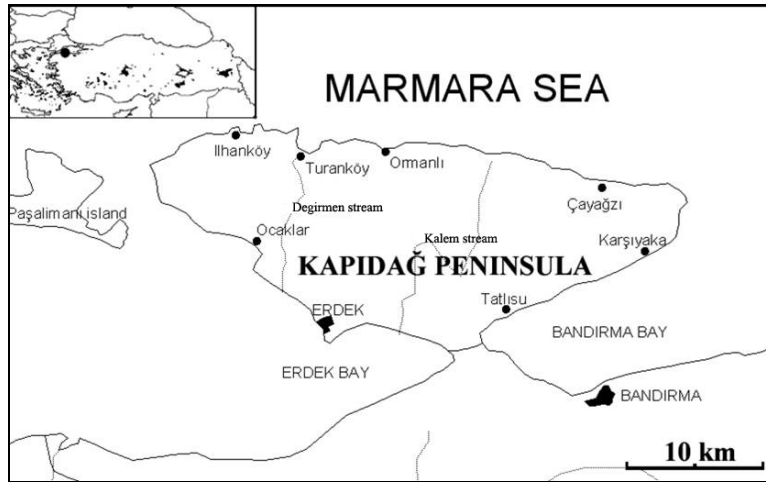 MARMARA SEA
Ilhanköy
Turanköy
Ormanlı
Çayağzı
Paşalimanı island
Degirmen stream
Ocaklar
Kalem stream
Karşıyaka
KAPIDAĞ PENINSULA
ERDEK
Tatlısu
BANDIRMA BAY
ERDEK BAY
BANDIRMA
10 km